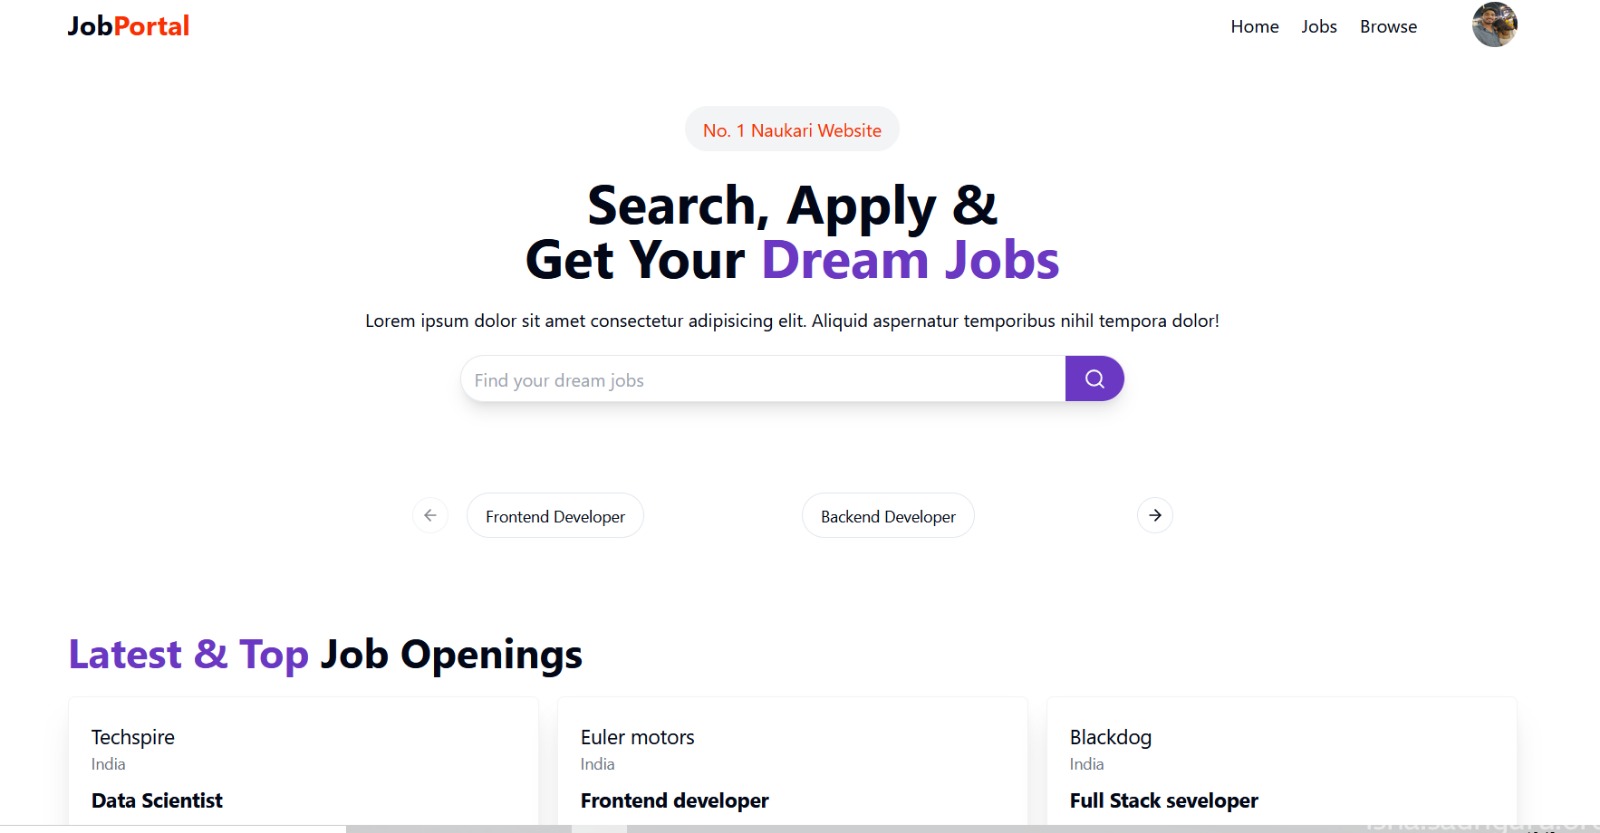 JobPortal
Home Jobs Browse
No. 1 Naukari Website
Search, Apply &
Get Your Dream Jobs
Lorem ipsum dolor sit amet consectetur adipisicing elit. Aliquid aspernatur temporibus nihil tempora dolor!
Find your dream jobs
Frontend Developer
Backend Developer
Latest & Top Job Openings
Techspire
India
Data Scientist
Euler motors
India
Frontend developer
Blackdog
India
Full Stack seveloper